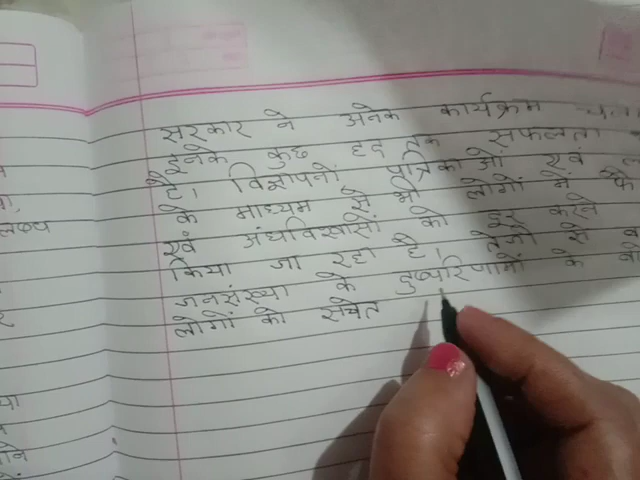 सरकार ने अनेक कार्यक्रम
इनके कुछ हद तक सफलता
है। विज्ञापनों पत्रिकाओं एवं
के माध्यम से भी लोगों में
एवं अंधविश्वासों को दूर करने
किया जा रहा है। तेजी से
जनसंख्या के दुष्परिणामों के
लोगों को सचेत